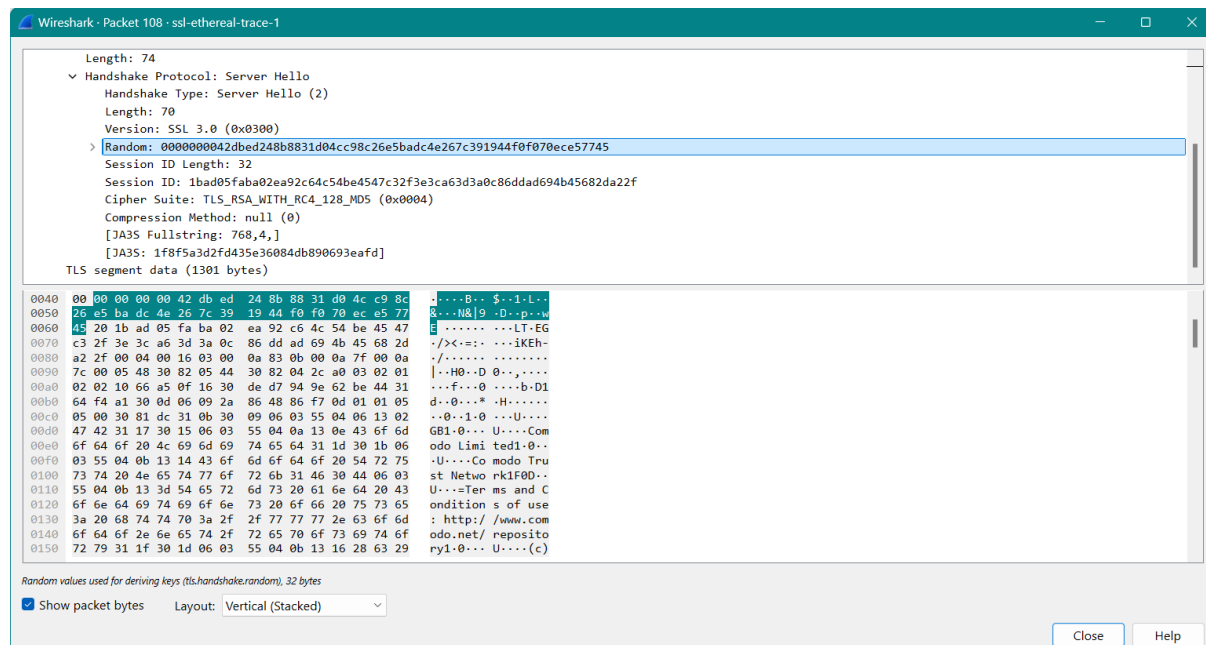 Wireshark · Packet 108 · ssl-ethereal-trace-1
Length: 74
Handshake Protocol: Server Hello
Handshake Type: Server Hello (2)
Length: 70
Version: SSL 3.0 (0x0300)
Random: 0000000042dbed248b8831d04cc98c26e5badc4e267c391944f0f070ece57745
Session ID Length: 32
Session ID: 1bad05faba02ea92c64c54be4547c32f3e3ca63d3a0c86ddad694b45682da22f
Cipher Suite: TLS_RSA_WITH_RC4_128_MD5 (0x0004)
Compression Method: null (0)
[JA3S Fullstring: 768,4,]
[JA3S: 1f8f5a3d2fd435e36084db890693eafd]
TLS segment data (1301 bytes)
0040 00 00 00 00 00 42 db ed 24 8b 88 31 d0 4c c9 8c ·····B·· $··1·L··
0050 26 e5 ba dc 4e 26 7c 39 19 44 f0 f0 70 ec e5 77 &···N&|9 ·D··p··w
0060 45 20 1b ad 05 fa ba 02 ea 92 c6 4c 54 be 45 47 E ······ ···LT·EG
0070 c3 2f 3e 3c a6 3d 3a 0c 86 dd ad 69 4b 45 68 2d ·/><·=:· ···iKEh-
0080 a2 2f 00 04 00 16 03 00 0a 83 0b 00 0a 7f 00 0a ·/······ ········
0090 7c 00 05 48 30 82 05 44 30 82 04 2c a0 03 02 01 |··H0··D 0··,····
00a0 02 02 10 66 a5 0f 16 30 de d7 94 9e 62 be 44 31 ···f···0 ····b·D1
00b0 64 f4 a1 30 0d 06 09 2a 86 48 86 f7 0d 01 01 05 d··0···* ·H······
00c0 05 00 30 81 dc 31 0b 30 09 06 03 55 04 06 13 02 ··0··1·0 ···U····
00d0 47 42 31 17 30 15 06 03 55 04 0a 13 0e 43 6f 6d GB1·0··· U····Com
00e0 6f 64 6f 20 4c 69 6d 69 74 65 64 31 1d 30 1b 06 odo Limi ted1·0··
00f0 03 55 04 0b 13 14 43 6f 6d 6f 64 6f 20 54 72 75 ·U····Co modo Tru
0100 73 74 20 4e 65 74 77 6f 72 6b 31 46 30 44 06 03 st Netwo rk1F0D··
0110 55 04 0b 13 3d 54 65 72 6d 73 20 61 6e 64 20 43 U···=Ter ms and C
0120 6f 6e 64 69 74 69 6f 6e 73 20 6f 66 20 75 73 65 ondition s of use
0130 3a 20 68 74 74 70 3a 2f 2f 77 77 77 2e 63 6f 6d : http:/ /www.com
0140 6f 64 6f 2e 6e 65 74 2f 72 65 70 6f 73 69 74 6f odo.net/ reposito
0150 72 79 31 1f 30 1d 06 03 55 04 0b 13 16 28 63 29 ry1·0··· U····(c)
Random values used for deriving keys (tls.handshake.random), 32 bytes
Show packet bytes Layout: Vertical (Stacked)
Close Help